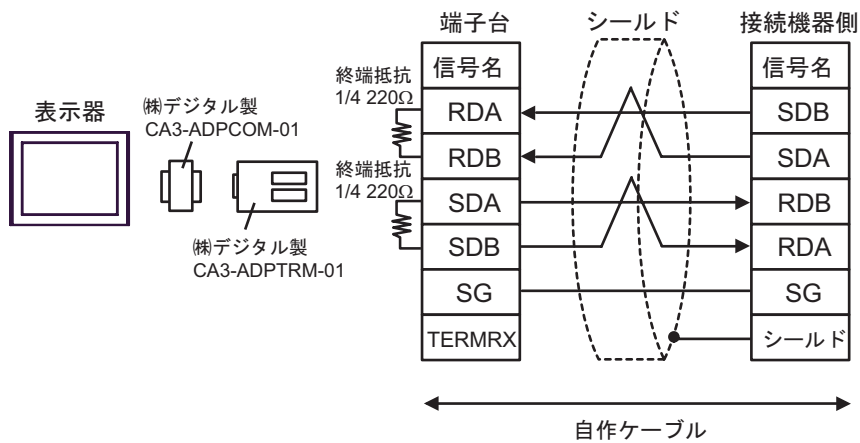 端子台
シールド
接続機器側
表示器
㈱デジタル製
CA3-ADPCOM-01
㈱デジタル製
CA3-ADPTRM-01
終端抵抗
1/4 220Ω
終端抵抗
1/4 220Ω
信号名
RDA
RDB
SDA
SDB
SG
TERMRX
信号名
SDB
SDA
RDB
RDA
SG
シールド
自作ケーブル